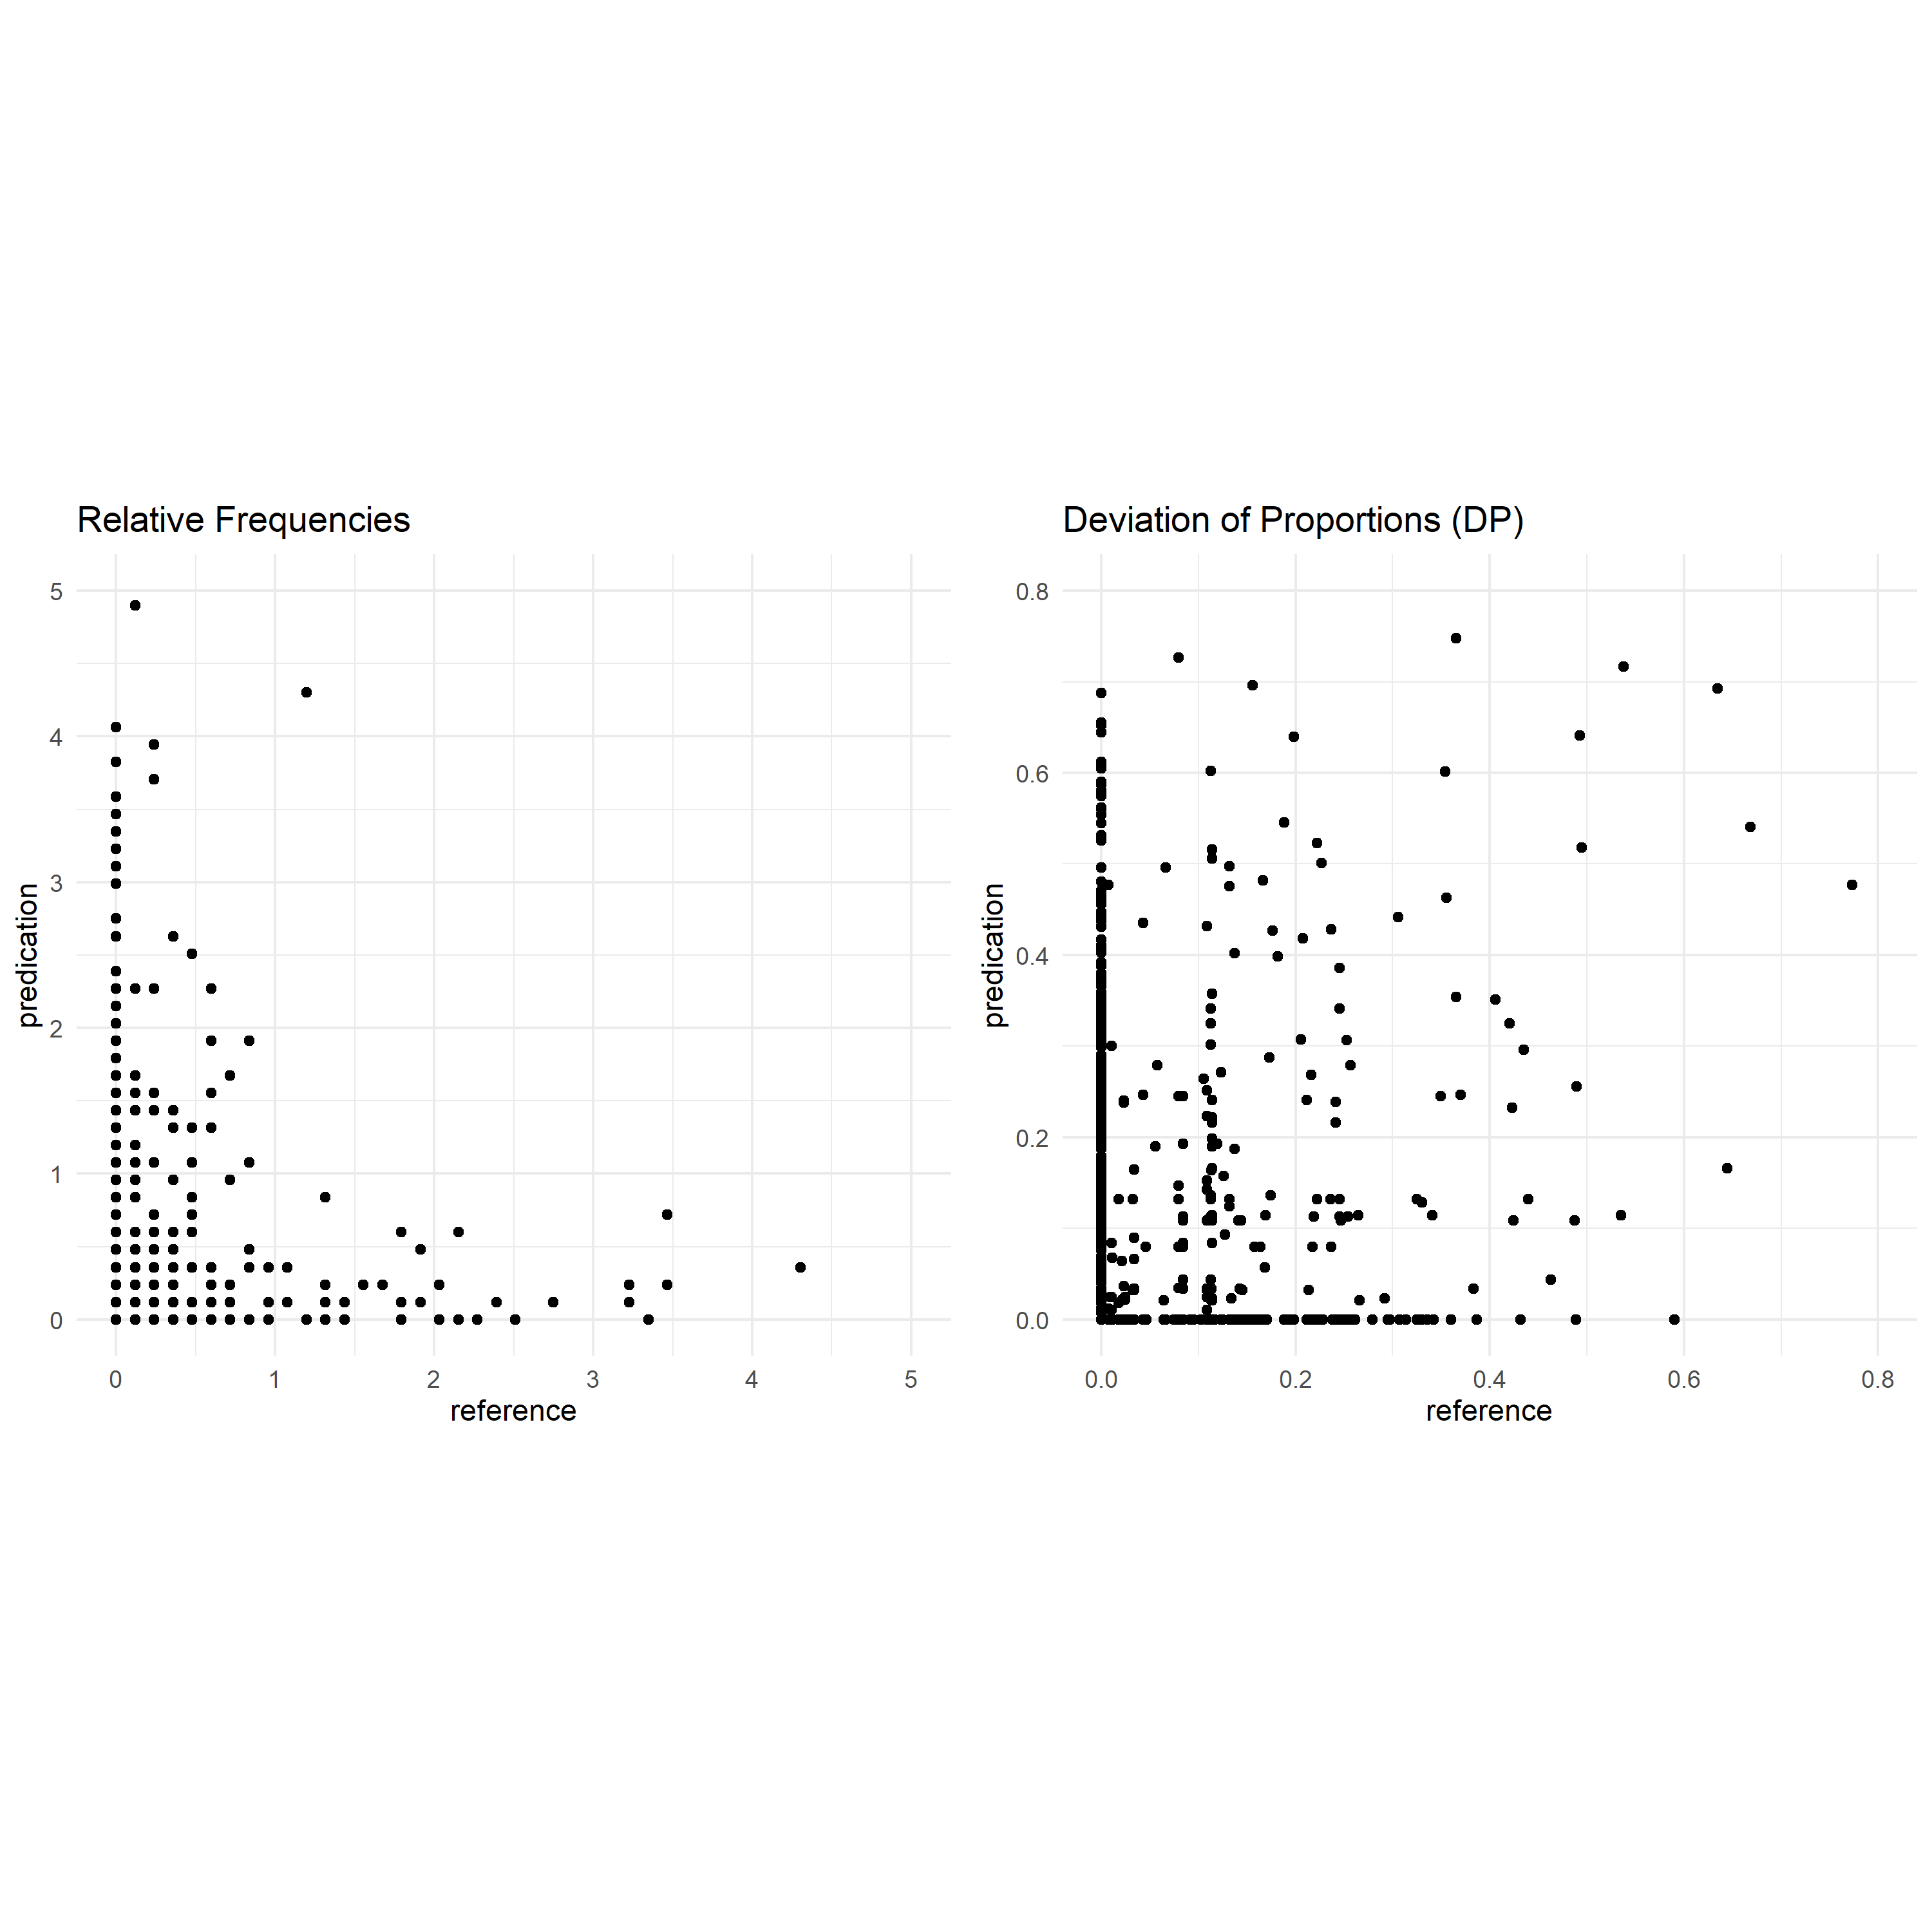 Relative Frequencies
5
4
3
2
1
0
predication
0 1 2 3 4 5
reference
Deviation of Proportions (DP)
0.8
0.6
0.4
0.2
0.0
predication
0.0 0.2 0.4 0.6 0.8
reference